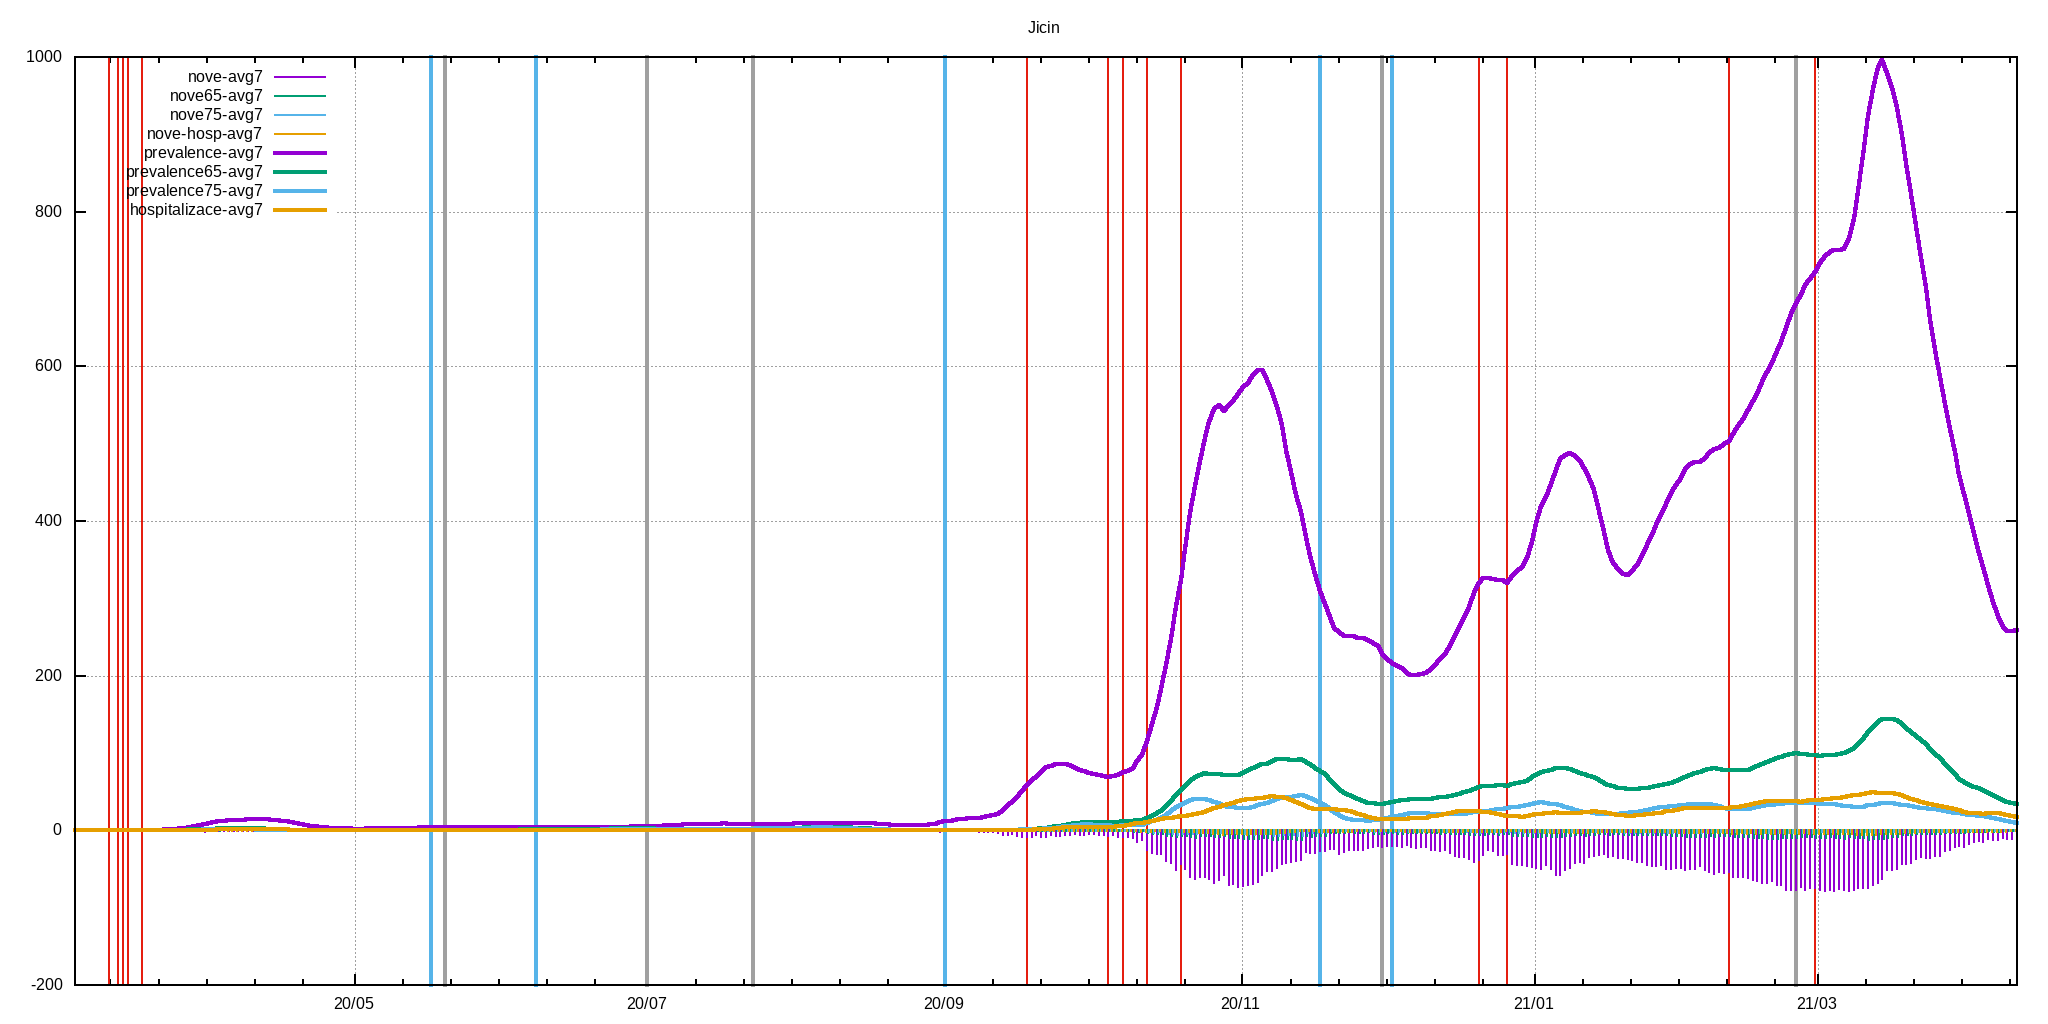 Jicin
1000
800
600
400
200
0
-200
nove-avg7
nove65-avg7
nove75-avg7
nove-hosp-avg7
prevalence-avg7
prevalence65-avg7
prevalence75-avg7
hospitalizace-avg7
20/05 20/07 20/09 20/11 21/01 21/03